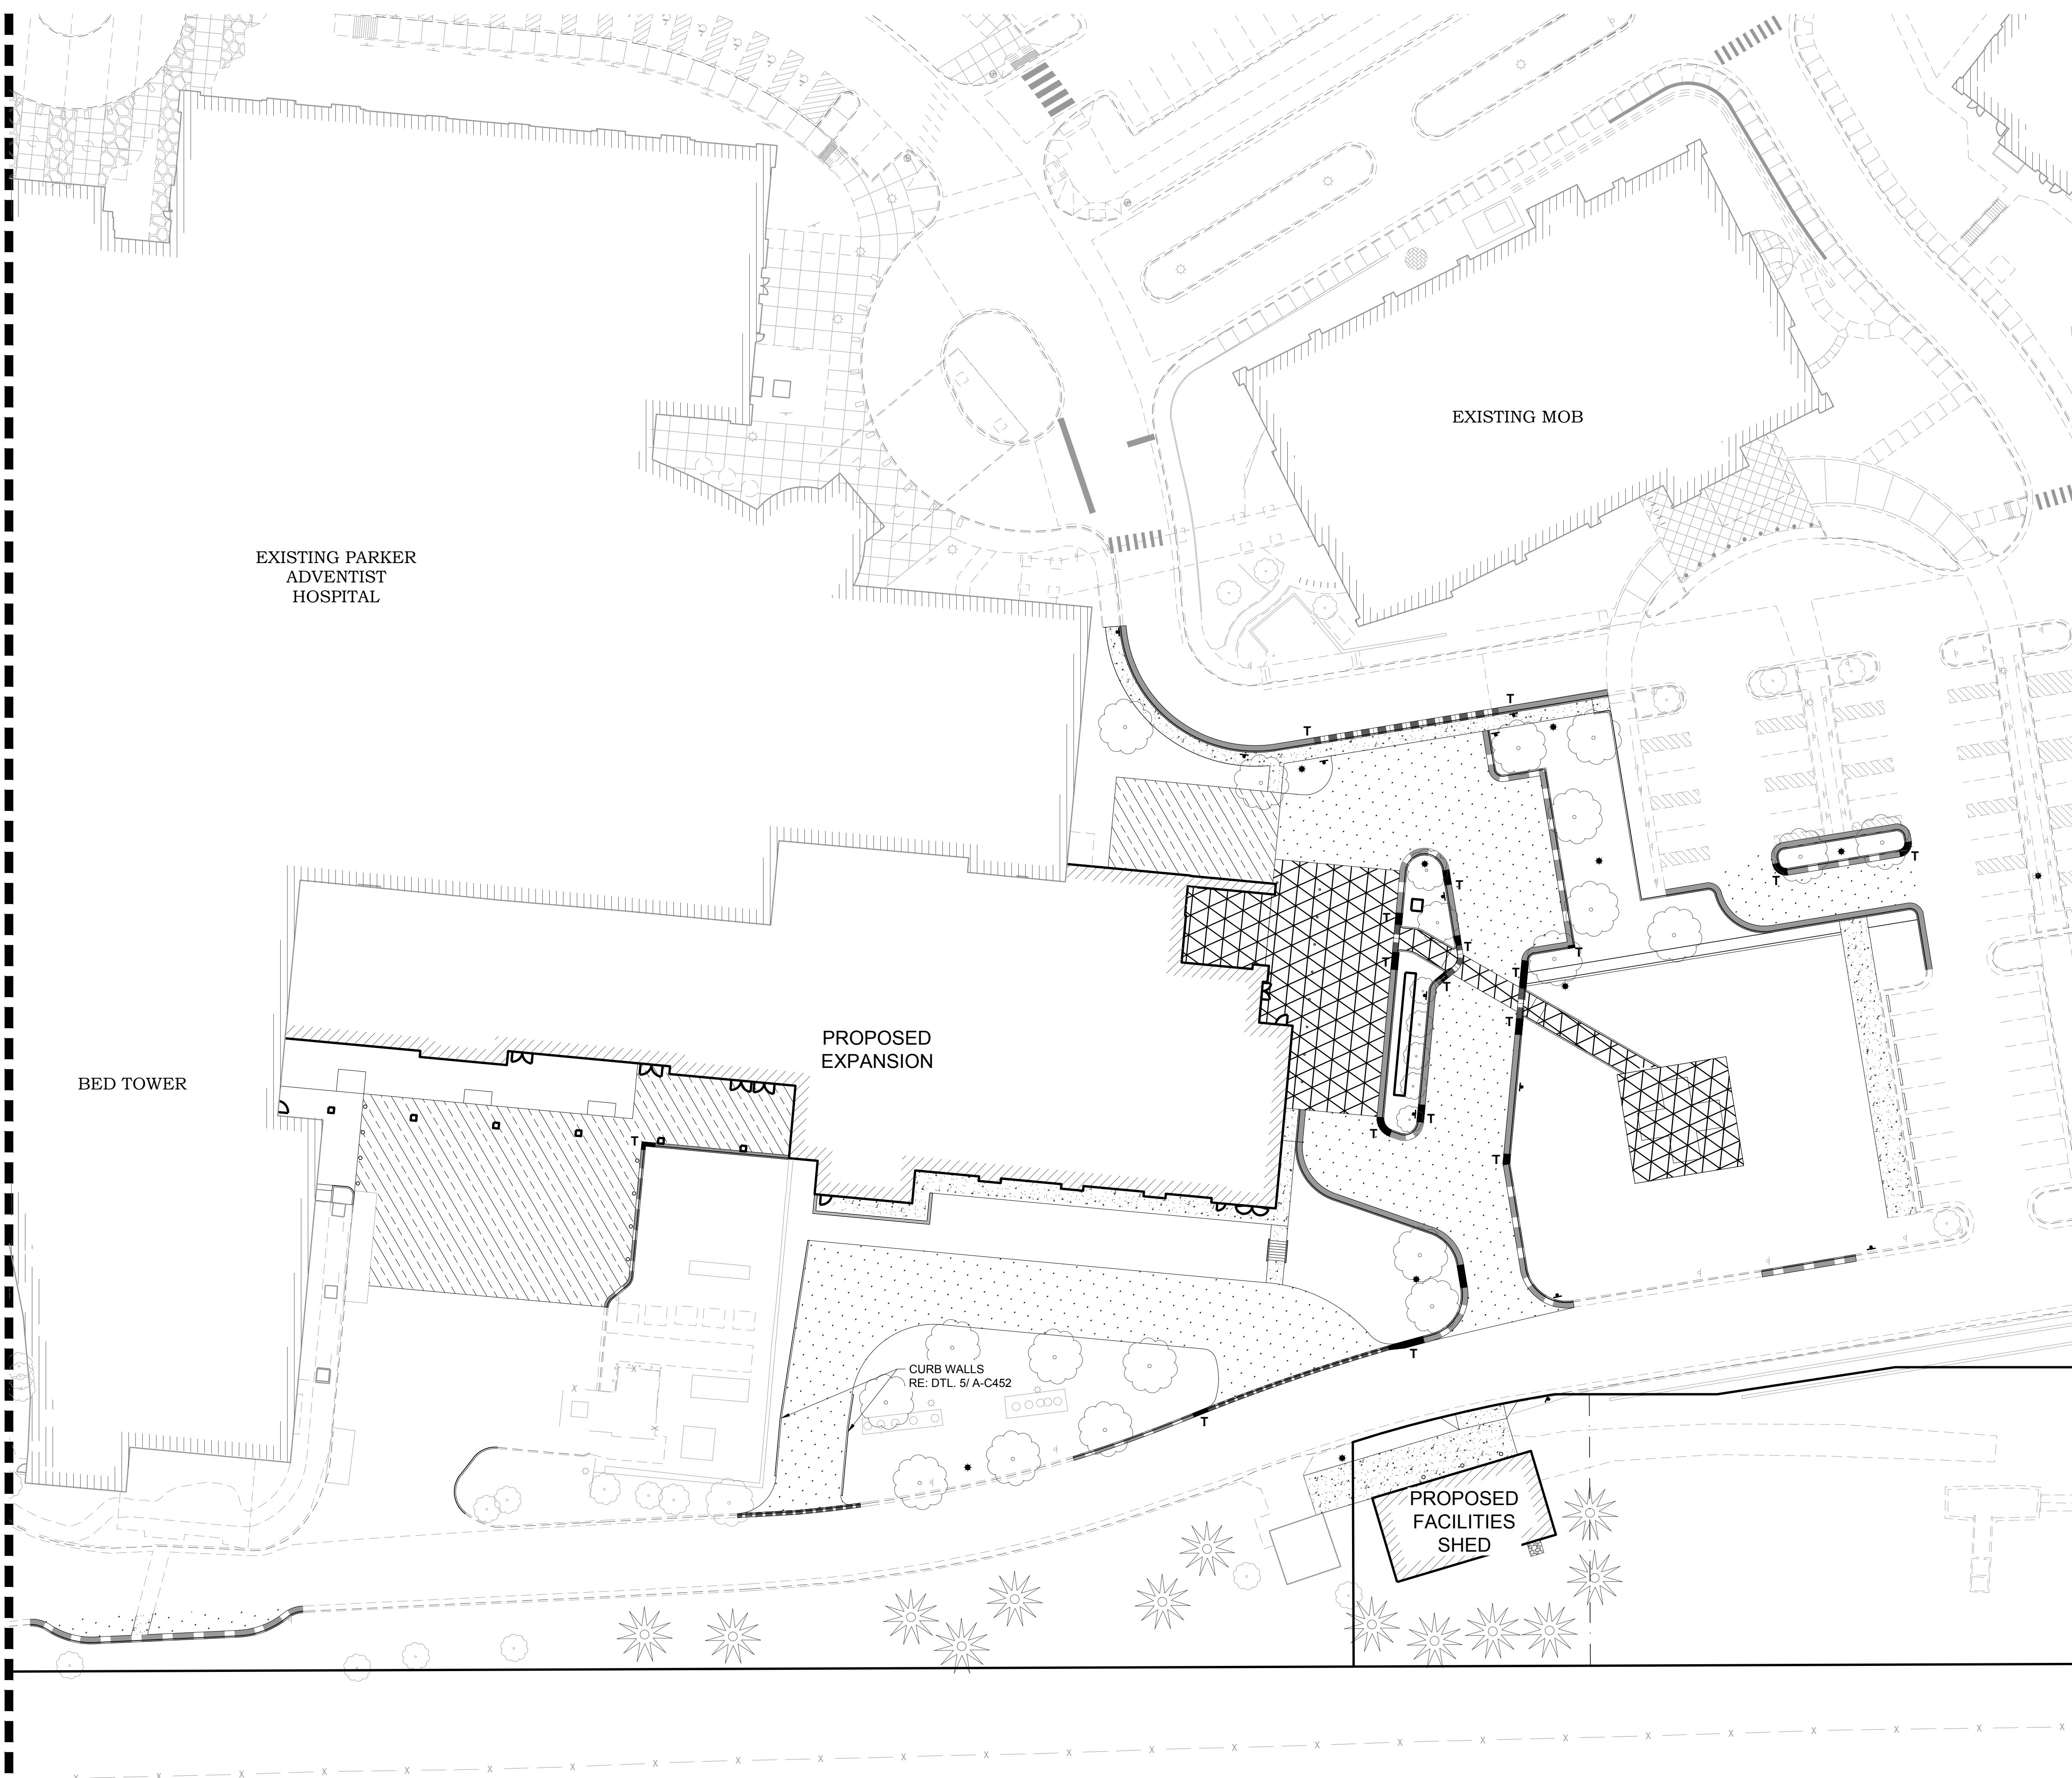 EXISTING MOB
EXISTING PARKER
ADVENTIST
HOSPITAL
T
T
T
T
T
T
T
T
T
T
T
T
T
PROPOSED
EXPANSION
BED TOWER
T
T
T
T
T
CURB WALLS
RE: DTL. 5/ A-C452
T
T
PROPOSED
FACILITIES
SHED